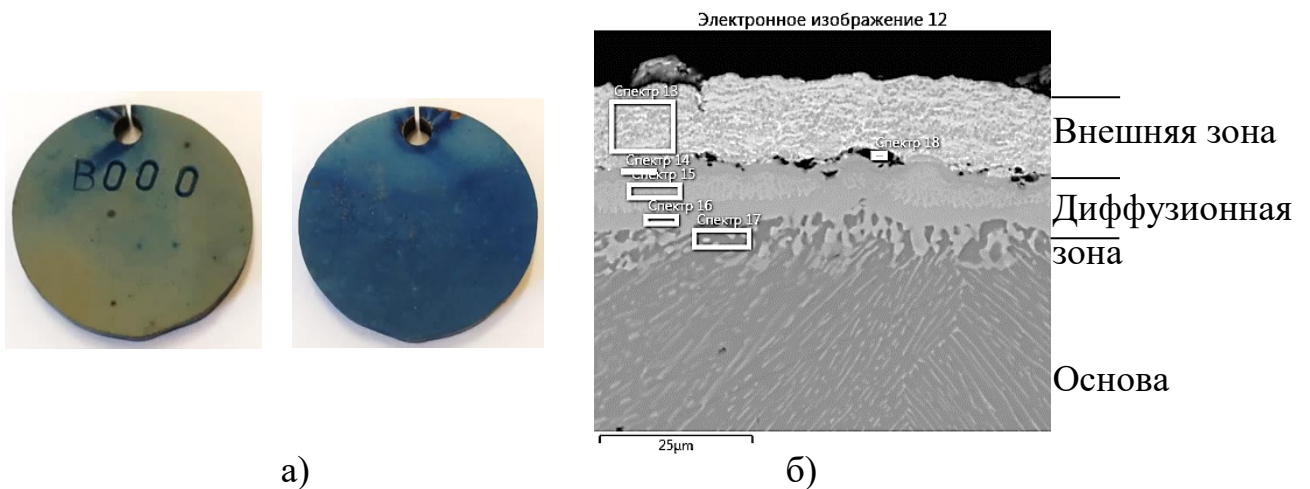 Электронное изображение 12
B000
Спектр 13
Спектр 18
Спектр 14
Спектр 15
Спектр 16
Спектр 17
Внешняя зона
Диффузионная
зона
Основа
25µm
а)
б)